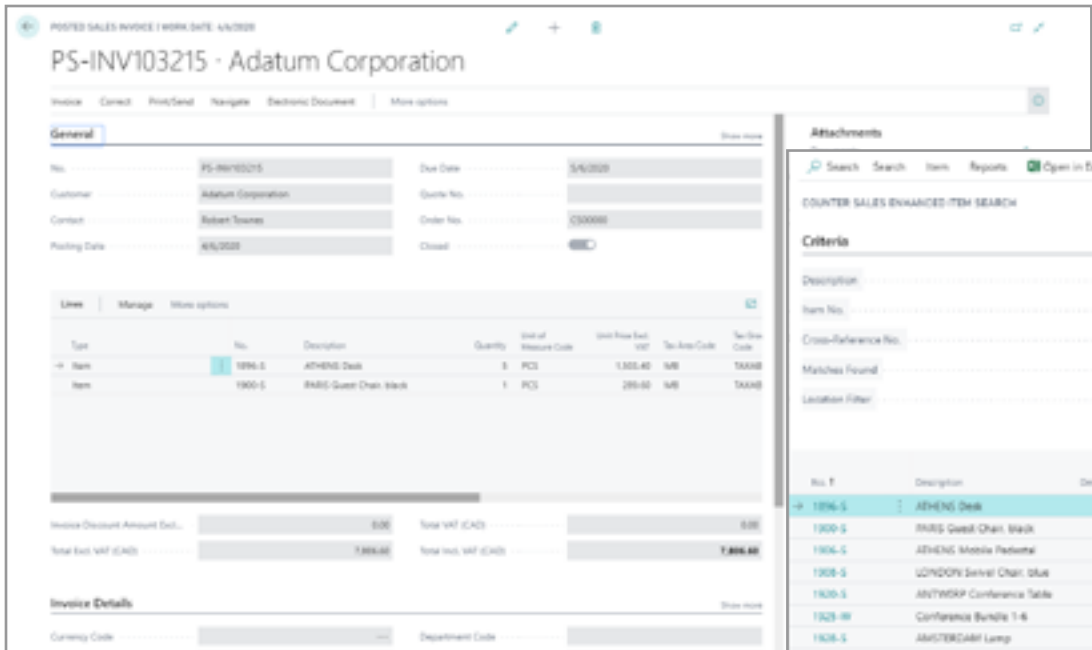 POSTED SALES INVOICE | WORK DATE: 4/6/2020
PS-INV103215 · Adatum Corporation
Invoice Correct Print/Send Navigate Electronic Document More options
General Show more
No. PS-INV103215 Due Date 5/6/2020
Customer Adatum Corporation Quote No.
Contact Robert Townes Order No. CS00000
Posting Date 4/6/2020 Closed
Lines Manage More options
Type No. Description Quantity Unit of Measure Code Unit Price Excl. VAT Tax Area Code Tax Code
Item 1896-S ATHENS Desk 5 PCS
Item 1900-S PARIS Guest Chair, black 1 PCS
Invoice Discount Amount Excl... 0.00 Total VAT (CAD) 0.00
Total Excl. VAT (CAD) 7,806.60 Total Incl. VAT (CAD) 7,806.60
Invoice Details Show more
Currency Code Department Code
Attachments
Search Search Item Reports Open in
COUNTER SALES ENHANCED ITEM SEARCH
Criteria
Description
Item No.
Cross-Reference No.
Matches Found
Location Filter
No. ↑ Description
1896-S ATHENS Desk
1900-S PARIS Guest Chair, black
1906-S ATHENS Mobile Pedestal
1908-S LONDON Swivel Chair, blue
1920-S ANTWERP Conference Table
1925-W Conference Bundle 1-6
1928-S AMSTERDAM Lamp